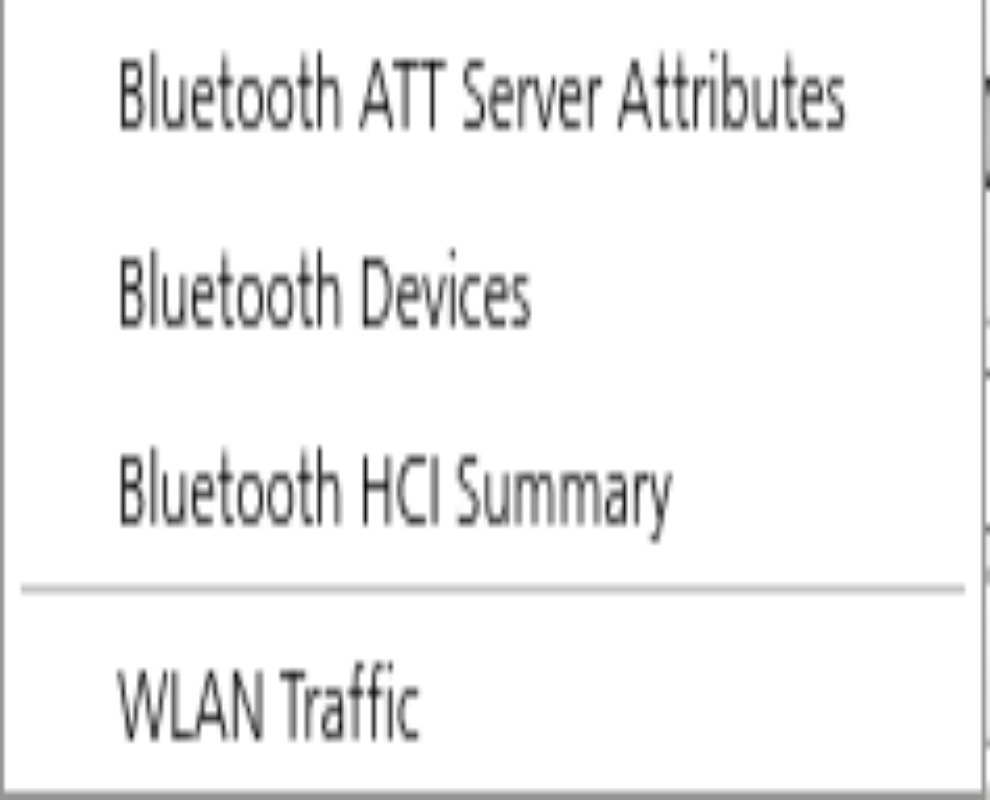 Bluetooth ATT Server Attributes
Bluetooth Devices
Bluetooth HCI Summary
WLAN Traffic